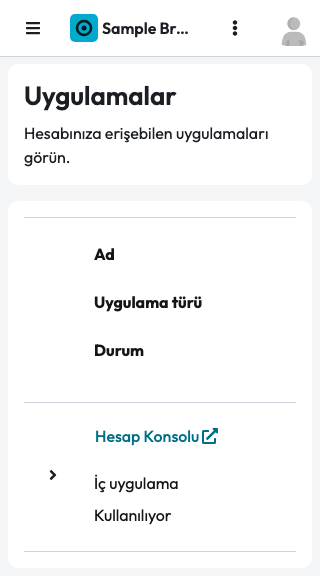 Sample Br...
Uygulamalar
Hesabınıza erişebilen uygulamaları
görün.
Ad
Uygulama türü
Durum
Hesap Konsolu
İç uygulama
Kullanılıyor